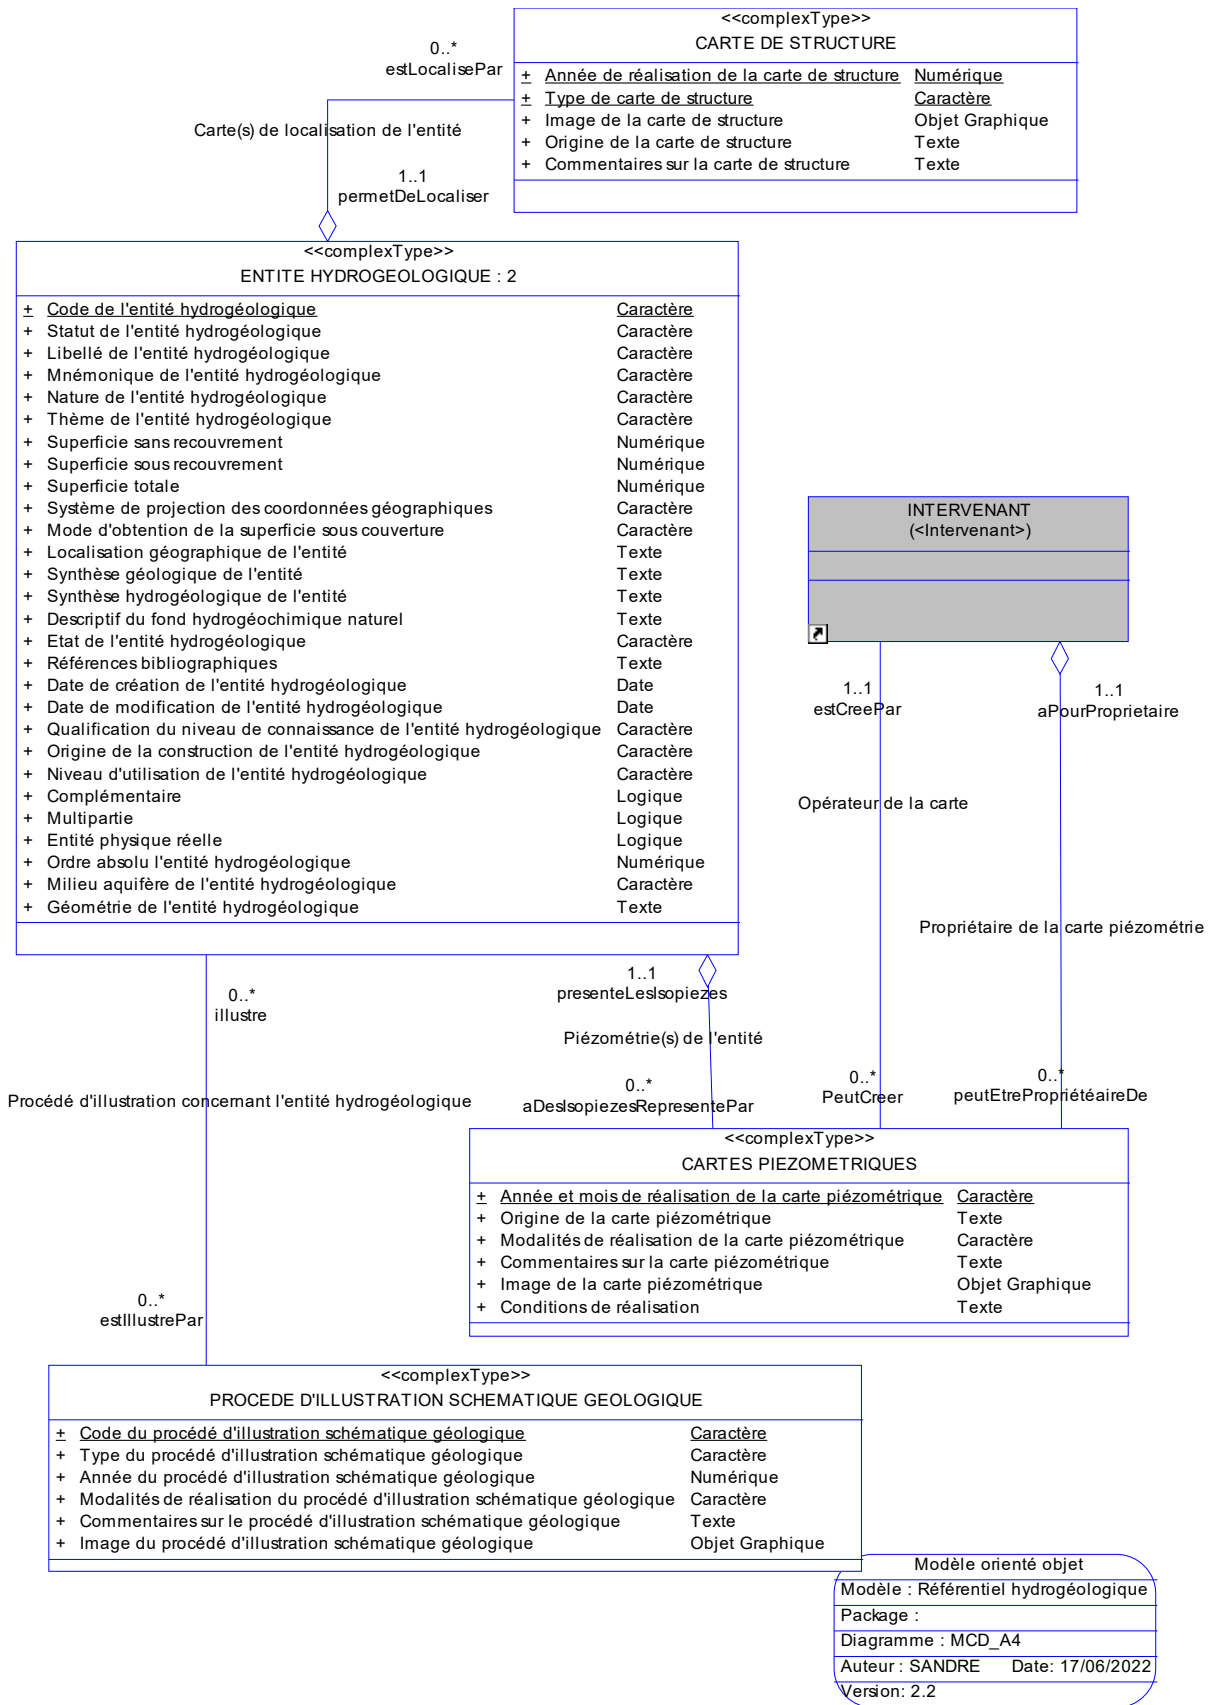 <<complexType>>
CARTE DE STRUCTURE
+ Année de réalisation de la carte de structure Numérique
+ Type de carte de structure Caractère
+ Image de la carte de structure Objet Graphique
+ Origine de la carte de structure Texte
+ Commentaires sur la carte de structure Texte
0..*
estLocalisePar
Carte(s) de localisation de l'entité
1..1
permetDeLocaliser
<<complexType>>
ENTITE HYDROGEOLOGIQUE : 2
+ Code de l'entité hydrogéologique Caractère
+ Statut de l'entité hydrogéologique Caractère
+ Libellé de l'entité hydrogéologique Caractère
+ Mnémonique de l'entité hydrogéologique Caractère
+ Nature de l'entité hydrogéologique Caractère
+ Thème de l'entité hydrogéologique Caractère
+ Superficie sans recouvrement Numérique
+ Superficie sous recouvrement Numérique
+ Superficie totale Numérique
+ Système de projection des coordonnées géographiques Caractère
+ Mode d'obtention de la superficie sous couverture Caractère
+ Localisation géographique de l'entité Texte
+ Synthèse géologique de l'entité Texte
+ Synthèse hydrogéologique de l'entité Texte
+ Descriptif du fond hydrogéochimique naturel Texte
+ Etat de l'entité hydrogéologique Caractère
+ Références bibliographiques Texte
+ Date de création de l'entité hydrogéologique Date
+ Date de modification de l'entité hydrogéologique Date
+ Qualification du niveau de connaissance de l'entité hydrogéologique Caractère
+ Origine de la construction de l'entité hydrogéologique Caractère
+ Niveau d'utilisation de l'entité hydrogéologique Caractère
+ Complémentaire Logique
+ Multipartie Logique
+ Entité physique réelle Logique
+ Ordre absolu l'entité hydrogéologique Numérique
+ Milieu aquifère de l'entité hydrogéologique Caractère
+ Géométrie de l'entité hydrogéologique Texte
INTERVENANT
(<Intervenant>)
1..1
estCreePar
1..1
aPourProprietaire
Opérateur de la carte
Propriétaire de la carte piézométrie
0..*
PeutCreer
0..*
peutEtrePropriétéaireDe
1..1
presenteLesIsopiezes
Piézométrie(s) de l'entité
0..*
aDesIsopiezesRepresentePar
0..*
illustre
Procédé d'illustration concernant l'entité hydrogéologique
0..*
estIllustrePar
<<complexType>>
CARTES PIEZOMETRIQUES
+ Année et mois de réalisation de la carte piézométrique Caractère
+ Origine de la carte piézométrique Texte
+ Modalités de réalisation de la carte piézométrique Caractère
+ Commentaires sur la carte piézométrique Texte
+ Image de la carte piézométrique Objet Graphique
+ Conditions de réalisation Texte
<<complexType>>
PROCEDE D'ILLUSTRATION SCHEMATIQUE GEOLOGIQUE
+ Code du procédé d'illustration schématique géologique Caractère
+ Type du procédé d'illustration schématique géologique Caractère
+ Année du procédé d'illustration schématique géologique Numérique
+ Modalités de réalisation du procédé d'illustration schématique géologique Caractère
+ Commentaires sur le procédé d'illustration schématique géologique Texte
+ Image du procédé d'illustration schématique géologique Objet Graphique
Modèle orienté objet
Modèle : Référentiel hydrogéologique
Package :
Diagramme : MCD_A4
Auteur : SANDRE Date: 17/06/2022
Version: 2.2